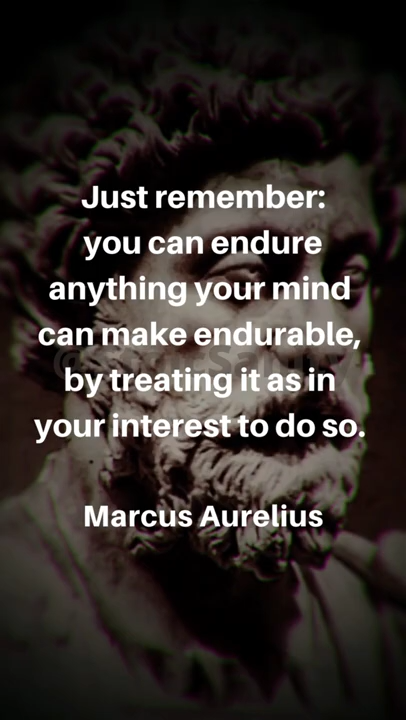 Just remember:
you can endure
anything your mind
can make endurable,
by treating it as in
your interest to do so.
Marcus Aurelius